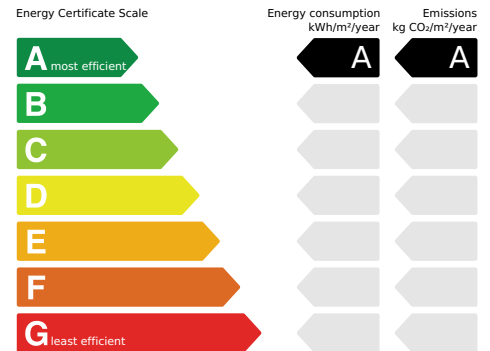 Energy Certificate Scale
Energy consumption
kWh/m²/year
Emissions
kg CO₂/m²/year
A most efficient
A
A
B
C
D
E
F
G least efficient